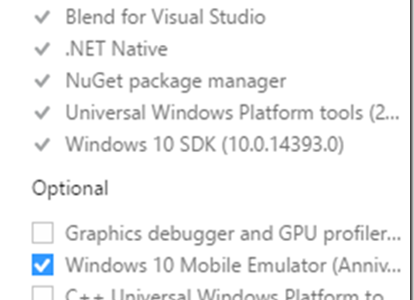 Blend for Visual Studio
.NET Native
NuGet package manager
Universal Windows Platform tools (2...
Windows 10 SDK (10.0.14393.0)
Optional
Graphics debugger and GPU profiler...
Windows 10 Mobile Emulator (Anniv...
C++ Universal Windows Platform to...